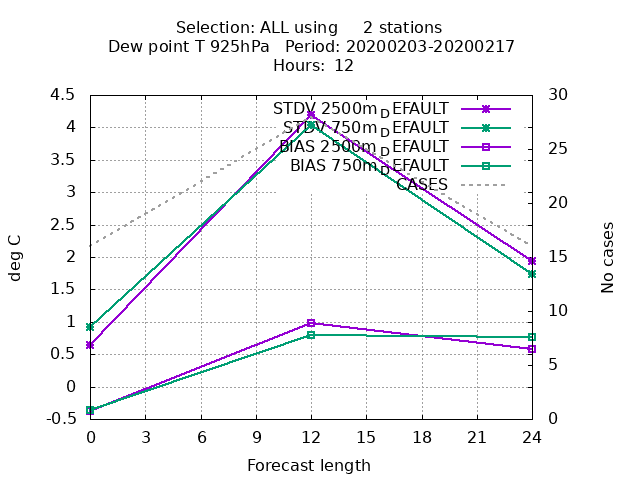 Selection: ALL using 2 stations
Dew point T 925hPa Period: 20200203-20200217
Hours: 12
STDV 2500m_DEFAULT
STDV 750m_DEFAULT
BIAS 2500m_DEFAULT
BIAS 750m_DEFAULT
CASES
4.5
4
3.5
3
2.5
2
1.5
1
0.5
0
-0.5
deg C
30
25
20
15
10
5
0
No cases
0 3 6 9 12 15 18 21 24
Forecast length